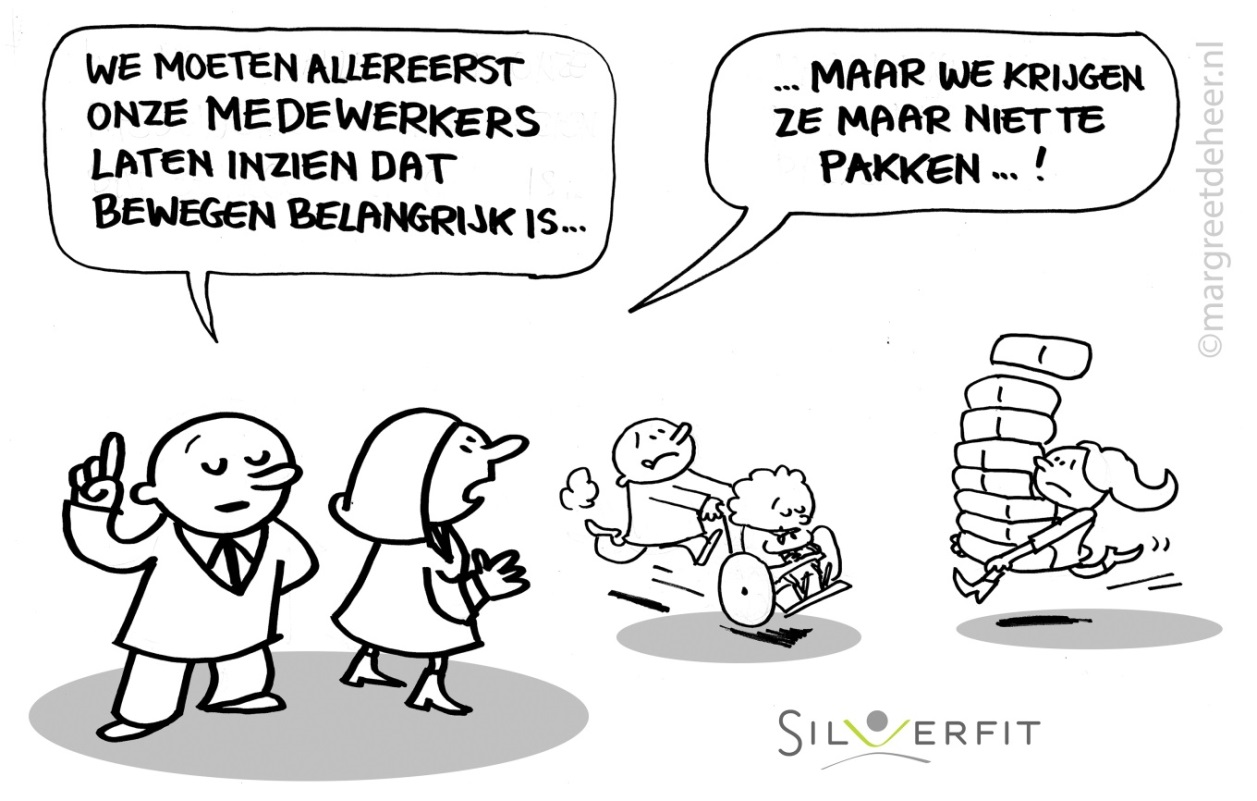 WE MOETEN ALLEREERST
ONZE MEDEWERKERS
LATEN INZIEN DAT
BEWEGEN BELANGRIJK IS...
... MAAR WE KRIJGEN
ZE MAAR NIET TE
PAKKEN ... !
©margreetdeheer.nl
SILVERFIT